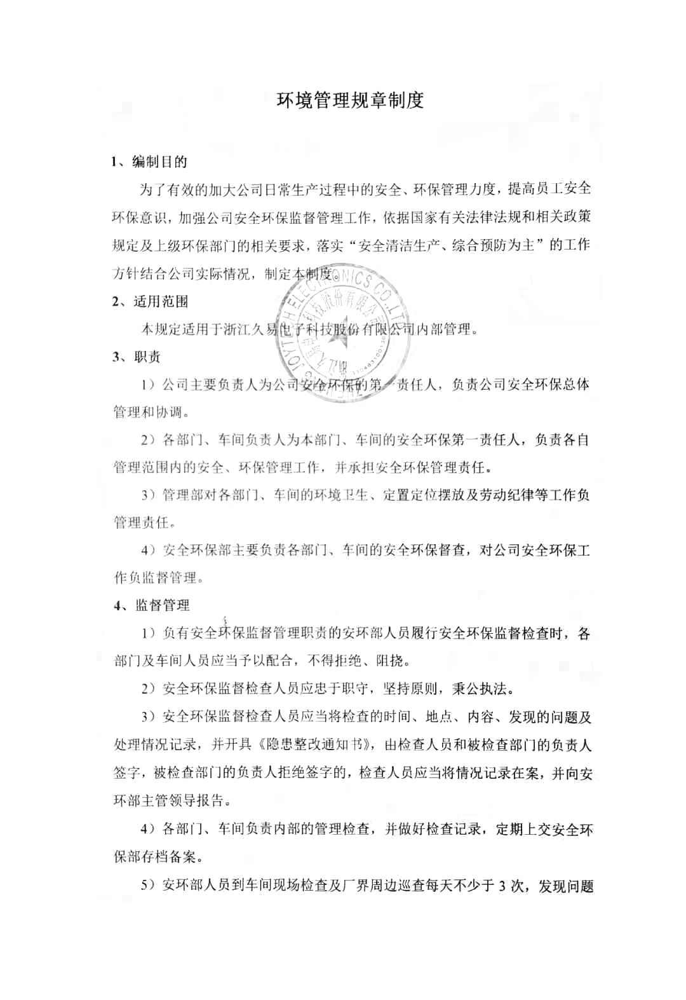 环境管理规章制度
1、编制目的
为了有效的加大公司日常生产过程中的安全、环保管理力度，提高员工安全
环保意识，加强公司安全环保监督管理工作，依据国家有关法律法规和相关政策
规定及上级环保部门的相关要求，落实“安全清洁生产、综合预防为主”的工作
方针结合公司实际情况，制定本制度。
2、适用范围
本规定适用于浙江久易电子科技股份有限公司内部管理。
3、职责
1）公司主要负责人为公司安全环保的第一责任人，负责公司安全环保总体
管理和协调。
2）各部门、车间负责人为本部门、车间的安全环保第一责任人，负责各自
管理范围内的安全、环保管理工作，并承担安全环保管理责任。
3）管理部对各部门、车间的环境卫生、定置定位摆放及劳动纪律等工作负
管理责任。
4）安全环保部主要负责各部门、车间的安全环保督查，对公司安全环保工
作负监督管理。
4、监督管理
1）负有安全环保监督管理职责的安环部人员履行安全环保监督检查时，各
部门及车间人员应当予以配合，不得拒绝、阻挠。
2）安全环保监督检查人员应忠于职守，坚持原则，秉公执法。
3）安全环保监督检查人员应当将检查的时间、地点、内容、发现的问题及
处理情况记录，并开具《隐患整改通知书》，由检查人员和被检查部门的负责人
签字，被检查部门的负责人拒绝签字的，检查人员应当将情况记录在案，并向安
环部主管领导报告。
4）各部门、车间负责内部的管理检查，并做好检查记录，定期上交安全环
保部存档备案。
5）安环部人员到车间现场检查及厂界周边巡查每天不少于 3 次，发现问题
JOYTECH ELECTRONICS CO.,LTD
科技股份有限公司